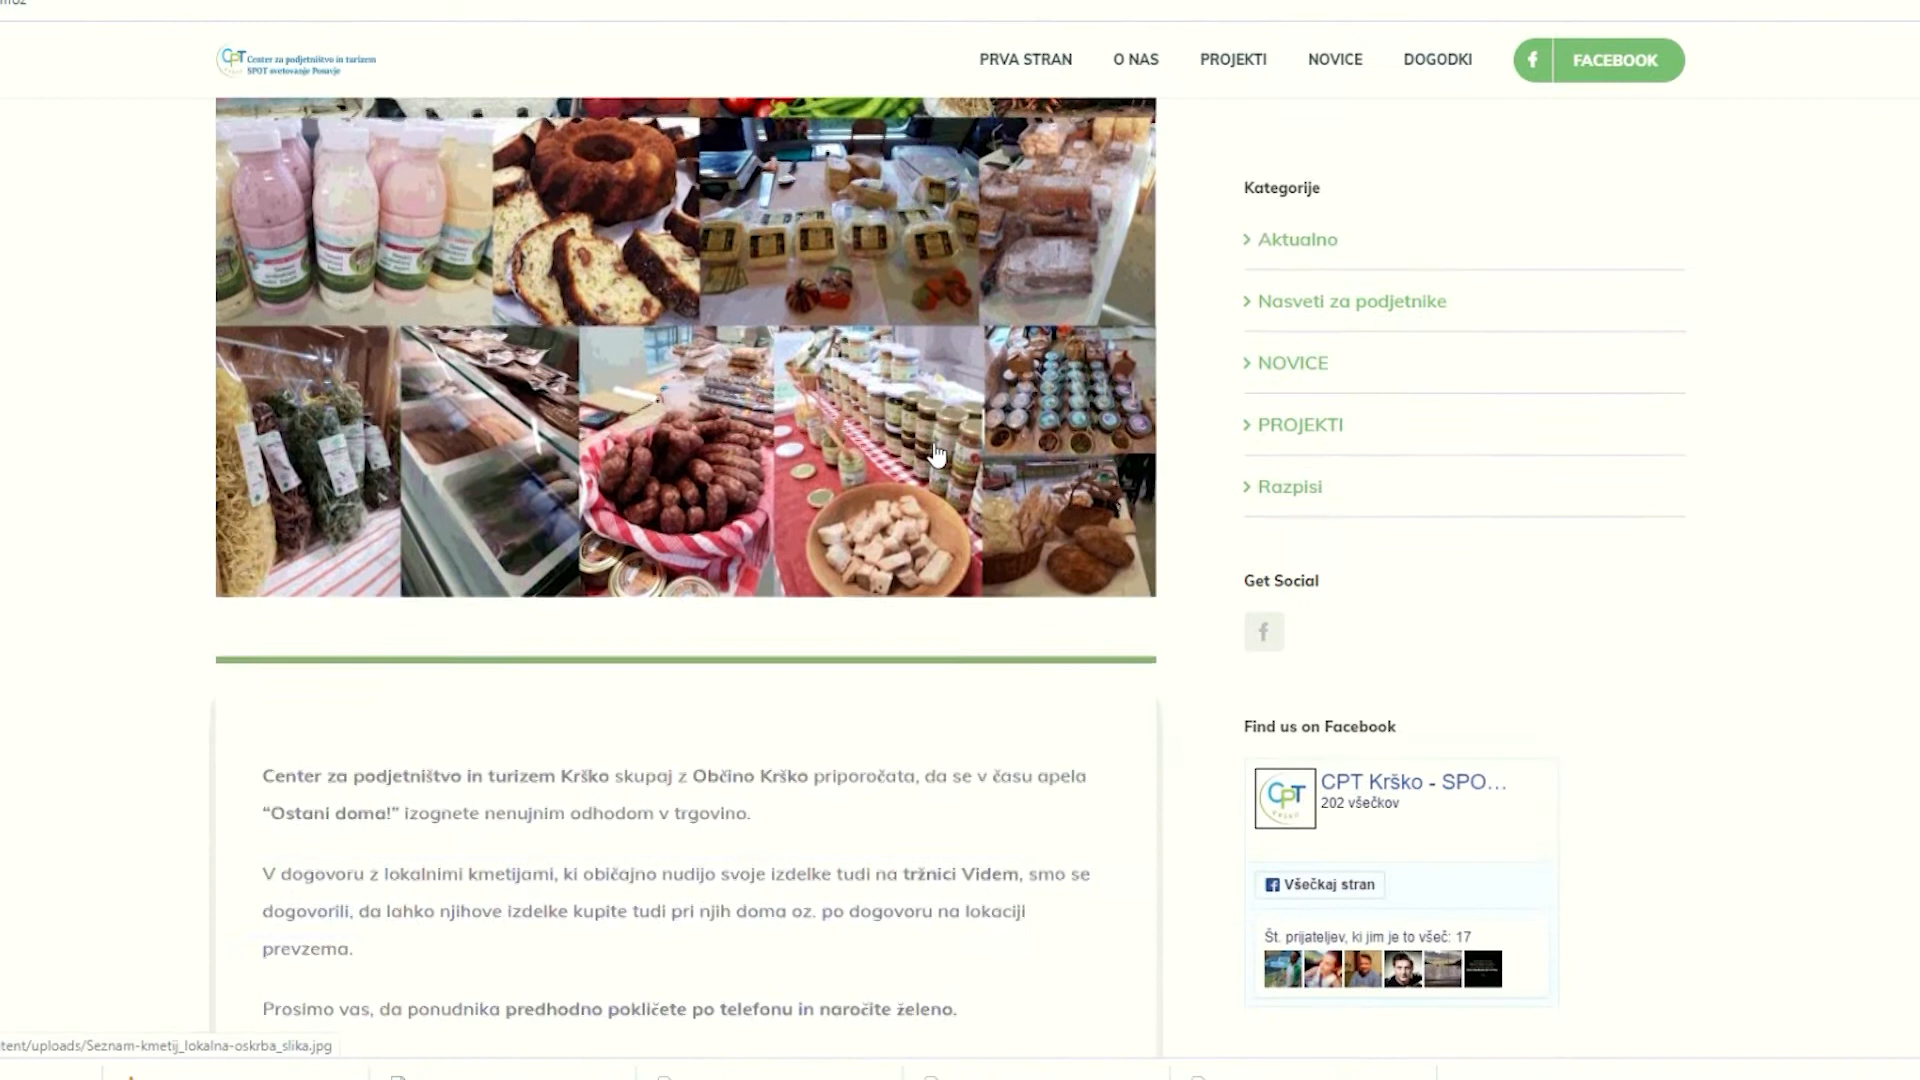 Center za podjetništvo in turizem
SPOT svetovanje Posavje
PRVA STRAN
O NAS
PROJEKTI
NOVICE
DOGODKI
FACEBOOK
Kategorije
Aktualno
Nasveti za podjetnike
NOVICE
PROJEKTI
Razpisi
Get Social
Find us on Facebook
CPT
KRŠKO
CPT Krško - SPO...
202 všečkov
Všečkaj stran
Št. prijateljev, ki jim je to všeč: 17
Center za podjetništvo in turizem Krško skupaj z Občino Krško priporočata, da se v času apela
“Ostani doma!” izognete nenujnim odhodom v trgovino.
V dogovoru z lokalnimi kmetijami, ki običajno nudijo svoje izdelke tudi na tržnici Videm, smo se
dogovorili, da lahko njihove izdelke kupite tudi pri njih doma oz. po dogovoru na lokaciji
prevzema.
Prosimo vas, da ponudnika predhodno pokličete po telefonu in naročite želeno.
tent/uploads/Seznam-kmetij_lokalna-oskrba_slika.jpg